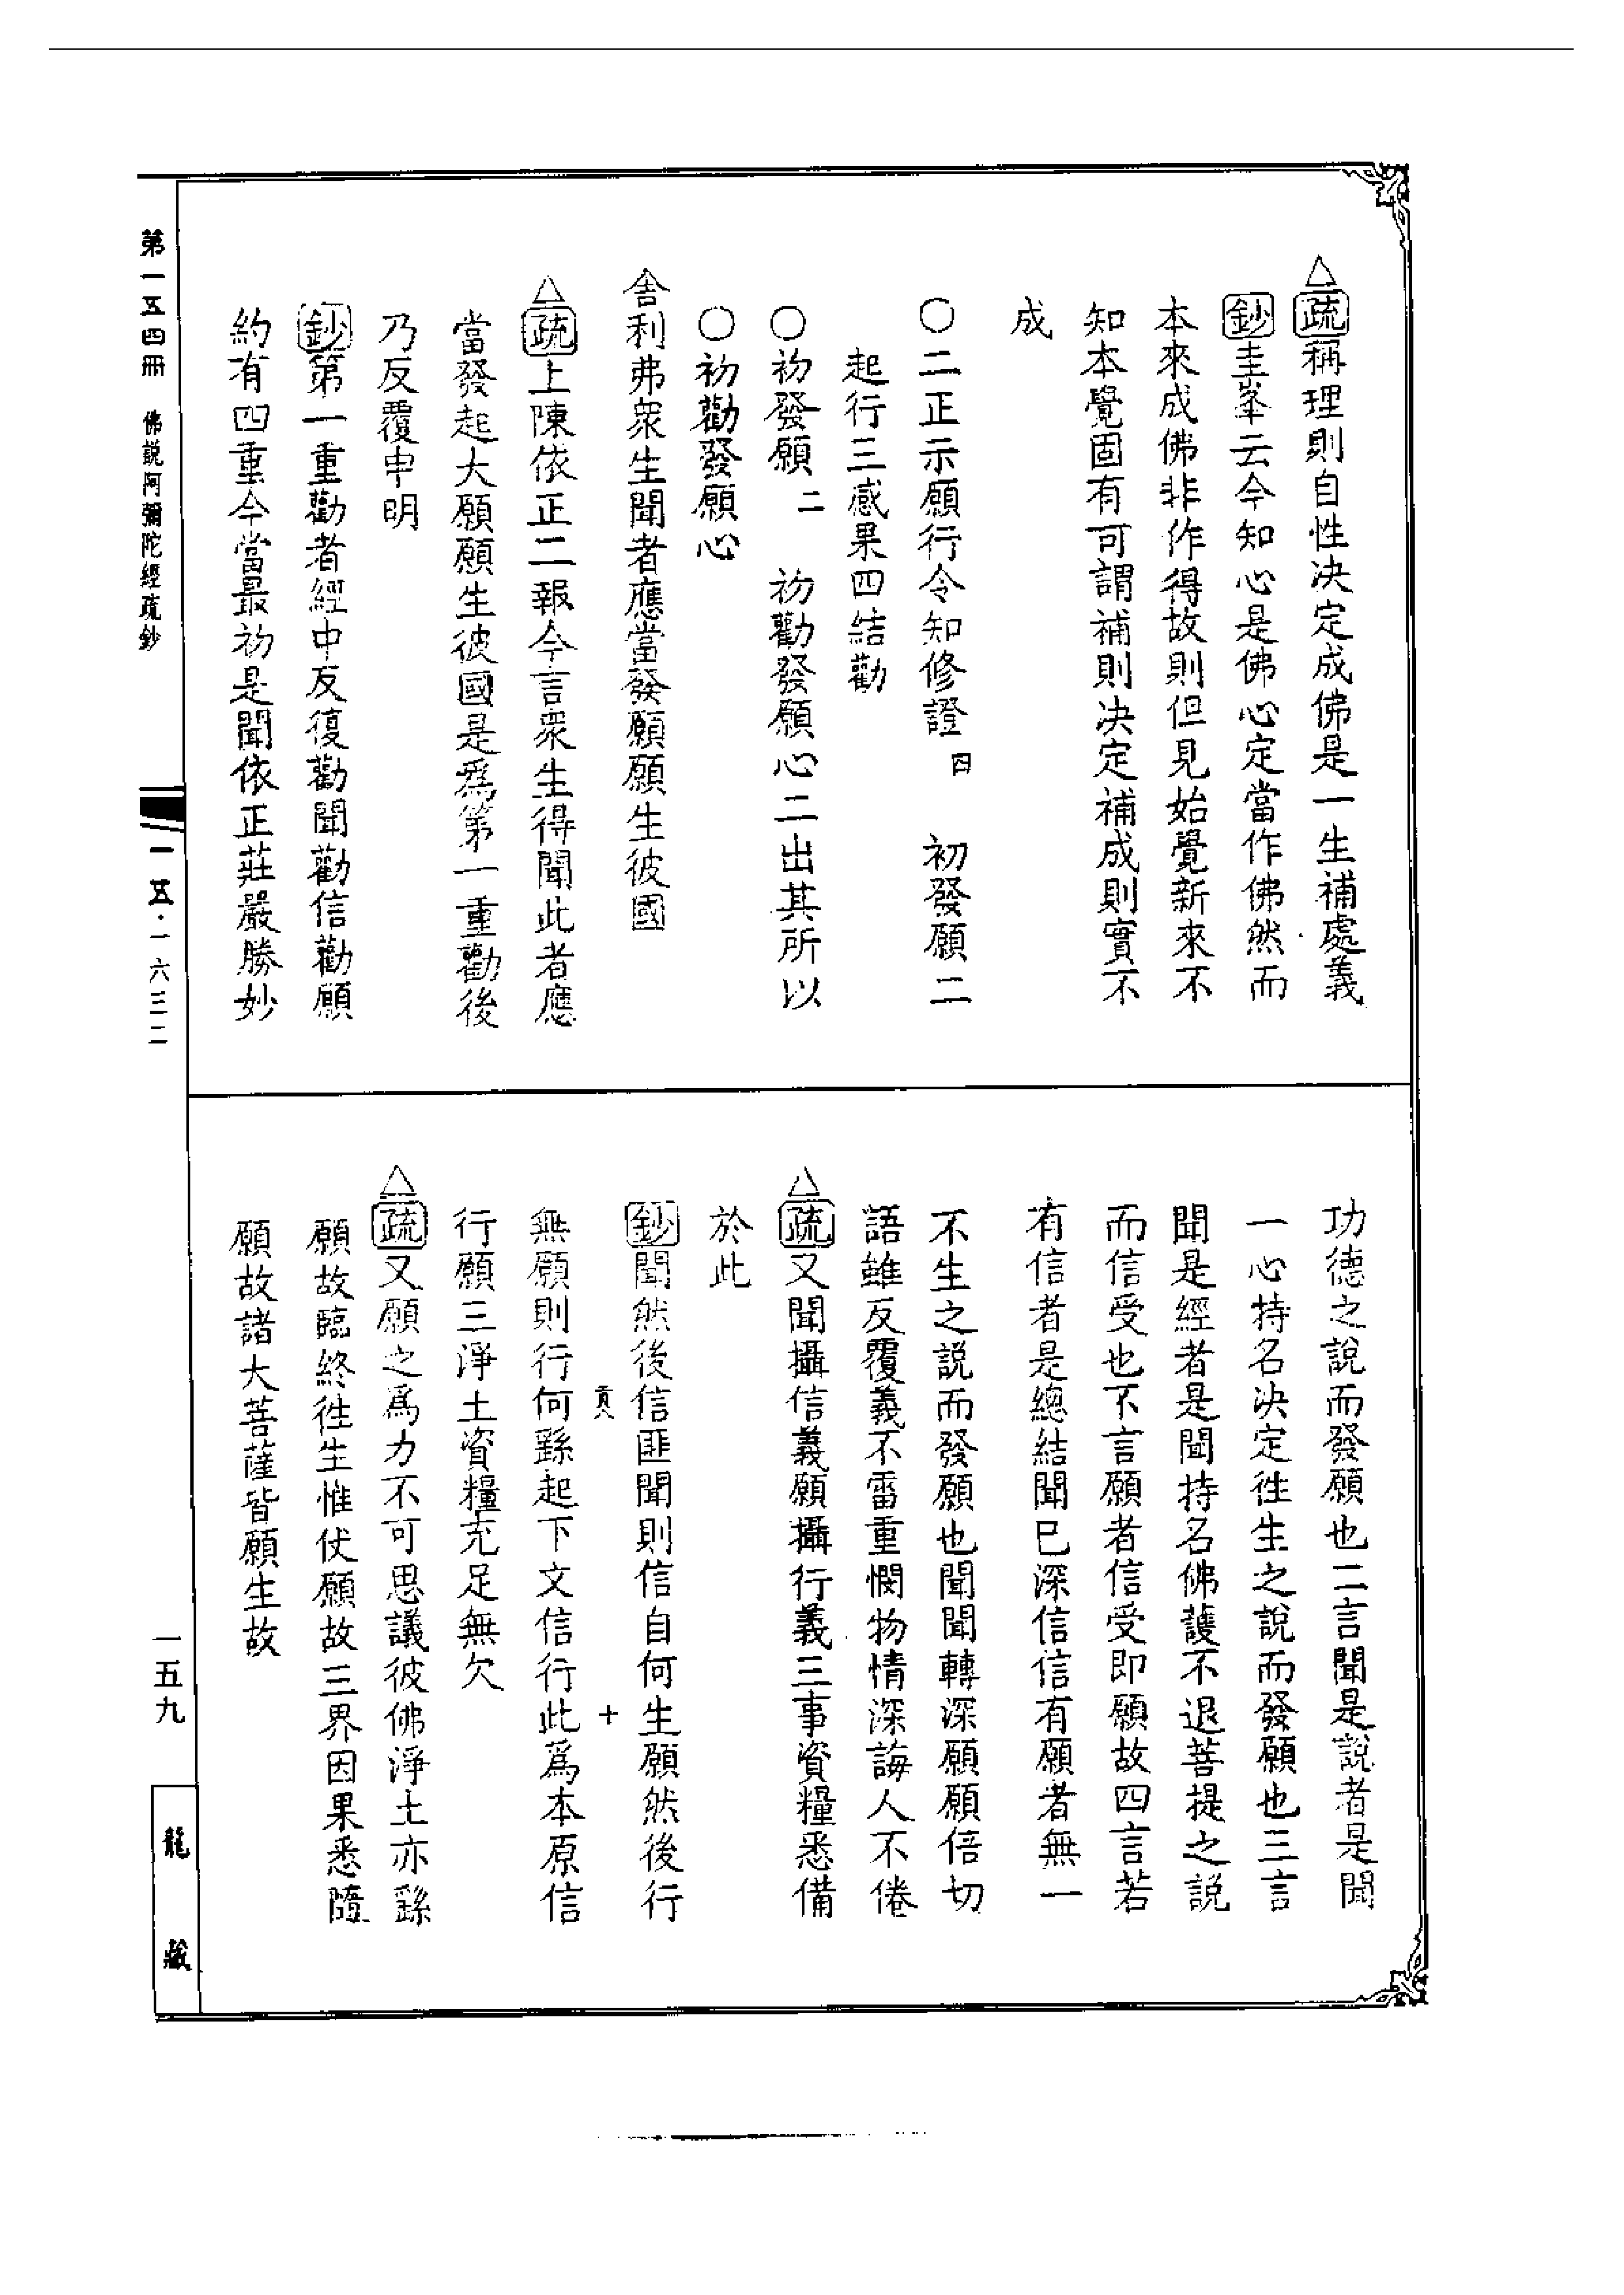 △疏稱理則自性決定成佛是一生補處義
鈔圭峯云今知心是佛心定當作佛然而
本來成佛非作得故則但見始覺新來不
知本覺固有可謂補則決定補成則實不
成
○二正示願行令知修證四 初發願二
起行三感果四結勸
○初發願二 初勸發願心二出其所以
○初勸發願心
舍利弗衆生聞者應當發願願生彼國
△疏上陳依正二報今言衆生得聞此者應
當發起大願願生彼國是爲第一重勸後
乃反覆申明
鈔第一重勸者經中反復勸聞勸信勸願
約有四重今當最初是聞依正莊嚴勝妙
功德之說而發願也二言聞是說者是聞
一心持名決定徃生之說而發願也三言
聞是經者是聞持名佛護不退菩提之說
而信受也不言願者信受即願故四言若
有信者是總結聞已深信信有願者無一
不生之說而發願也聞聞轉深願願倍切
語雖反覆義不雷重憫物情深誨人不倦
△疏又聞攝信義願攝行義三事資糧悉備
於此
鈔聞然後信匪聞則信自何生願然後行
貢八 十
無願則行何繇起下文信行此爲本原信
行願三淨土資糧充足無欠
△疏又願之爲力不可思議彼佛淨土亦繇
願故臨終徃生惟仗願故三界因果悉隨
願故諸大菩薩皆願生故
第一五四冊 佛說阿彌陀經疏鈔
一五·一六三二
一五九
龍藏